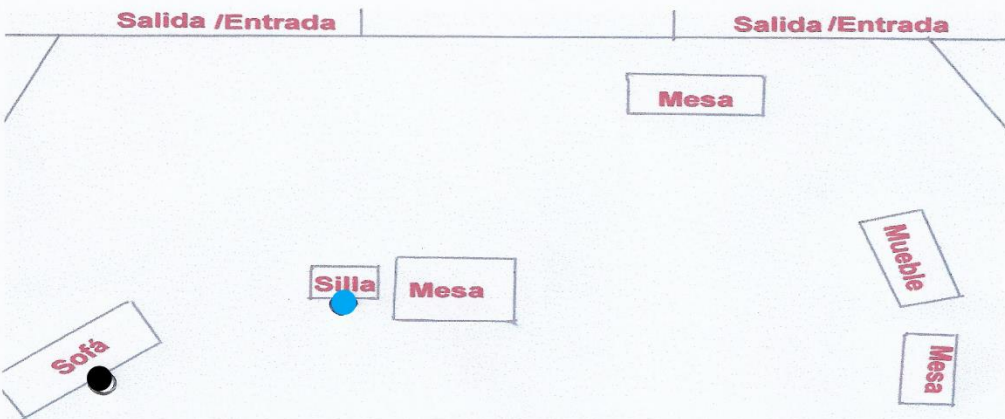 Salida /Entrada
Salida /Entrada
Mesa
Mueble
Silla
Mesa
Sofá
Mesa